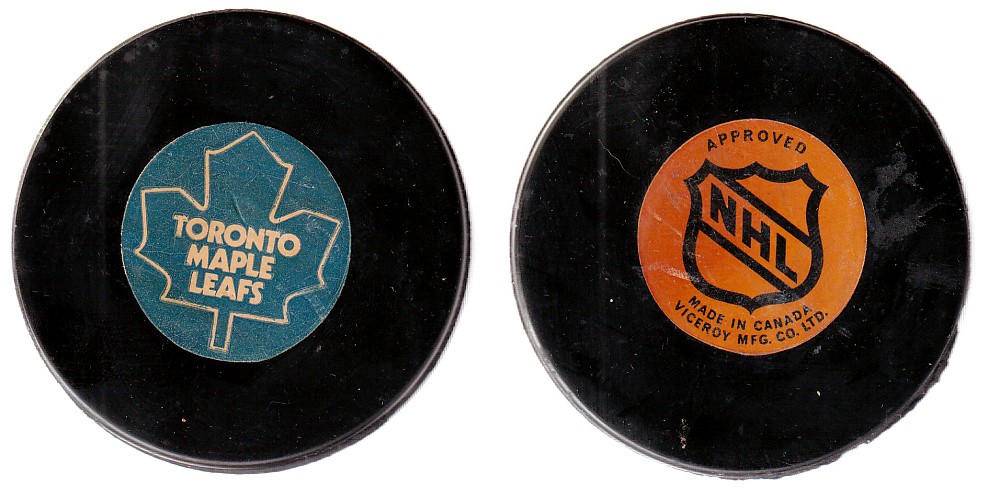 TORONTO
MAPLE
LEAFS
APPROVED
NHL
MADE IN CANADA
VICEROY MFG. CO. LTD.